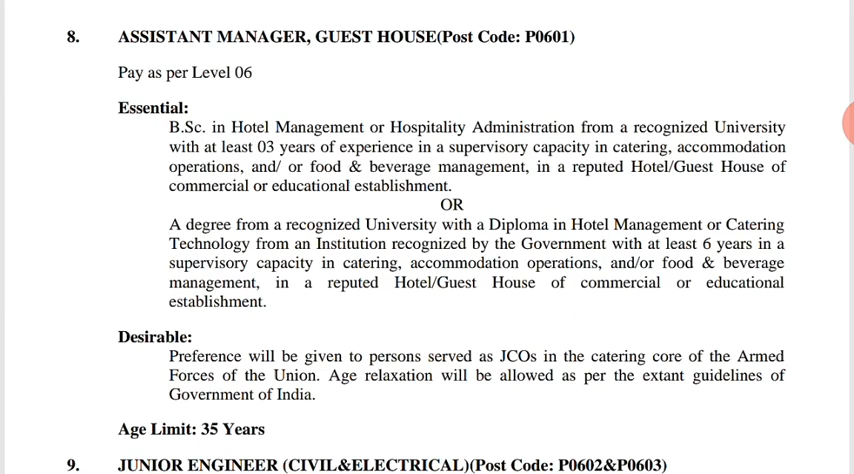 8. ASSISTANT MANAGER, GUEST HOUSE(Post Code: P0601)
Pay as per Level 06
Essential:
B.Sc. in Hotel Management or Hospitality Administration from a recognized University
with at least 03 years of experience in a supervisory capacity in catering, accommodation
operations, and/ or food & beverage management, in a reputed Hotel/Guest House of
commercial or educational establishment.
OR
A degree from a recognized University with a Diploma in Hotel Management or Catering
Technology from an Institution recognized by the Government with at least 6 years in a
supervisory capacity in catering, accommodation operations, and/or food & beverage
management, in a reputed Hotel/Guest House of commercial or educational
establishment.
Desirable:
Preference will be given to persons served as JCOs in the catering core of the Armed
Forces of the Union. Age relaxation will be allowed as per the extant guidelines of
Government of India.
Age Limit: 35 Years
9. JUNIOR ENGINEER (CIVIL&ELECTRICAL)(Post Code: P0602&P0603)